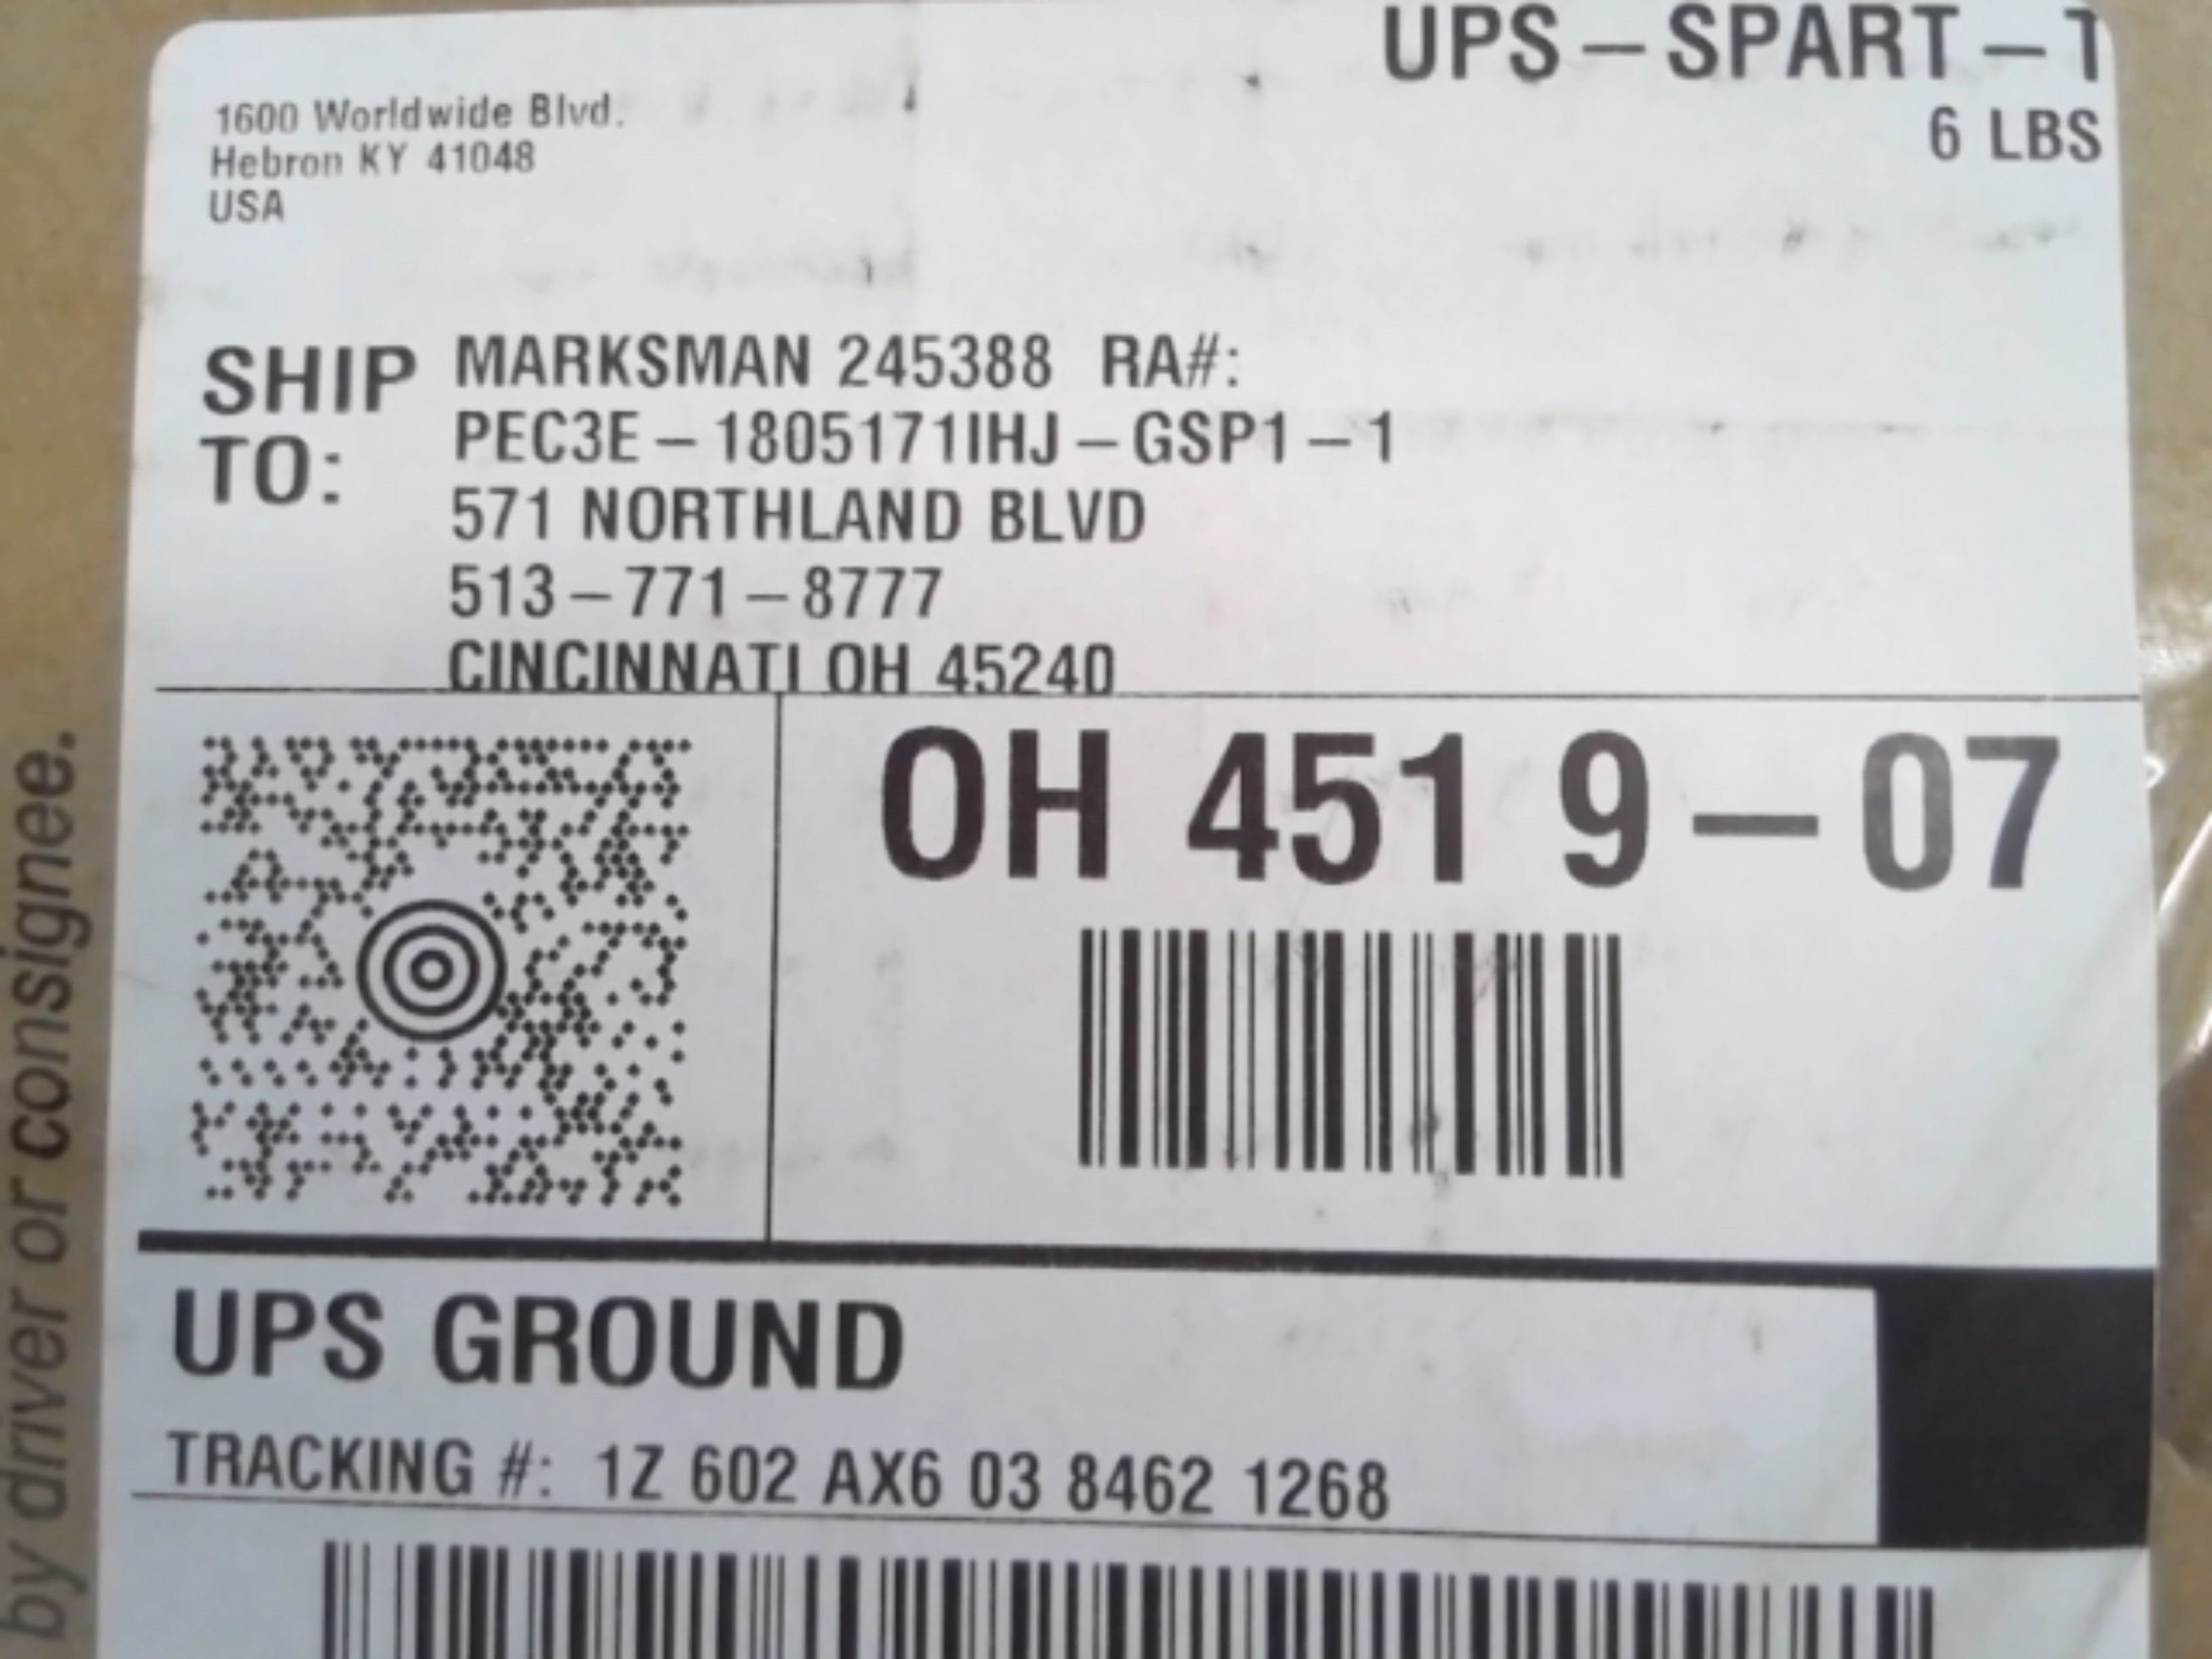 UPS-SPART-1
6 LBS
1600 Worldwide Blvd.
Hebron KY 41048
USA
SHIP TO:
MARKSMAN 245388 RA#:
PEC3E-1805171IHJ-GSP1-1
571 NORTHLAND BLVD
513-771-8777
CINCINNATI OH 45240
OH 451 9-07
UPS GROUND
TRACKING #: 1Z 602 AX6 03 8462 1268
by driver or consignee.